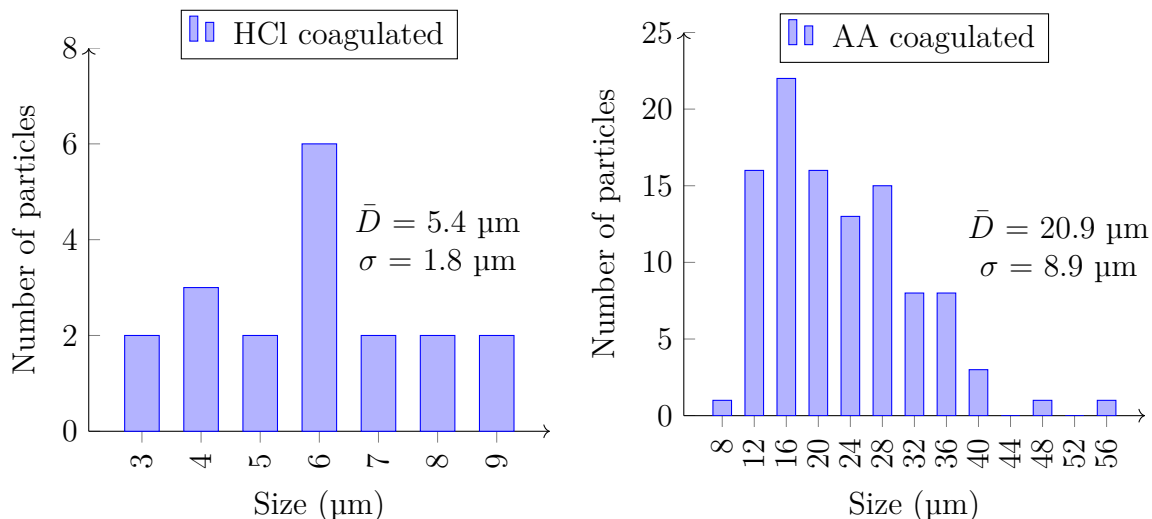 HCl coagulated
8
6
4
2
0
Number of particles
D̄ = 5.4 µm
σ = 1.8 µm
3 4 5 6 7 8 9
Size (µm)
AA coagulated
25
20
15
10
5
0
Number of particles
D̄ = 20.9 µm
σ = 8.9 µm
8 12 16 20 24 28 32 36 40 44 48 52 56
Size (µm)